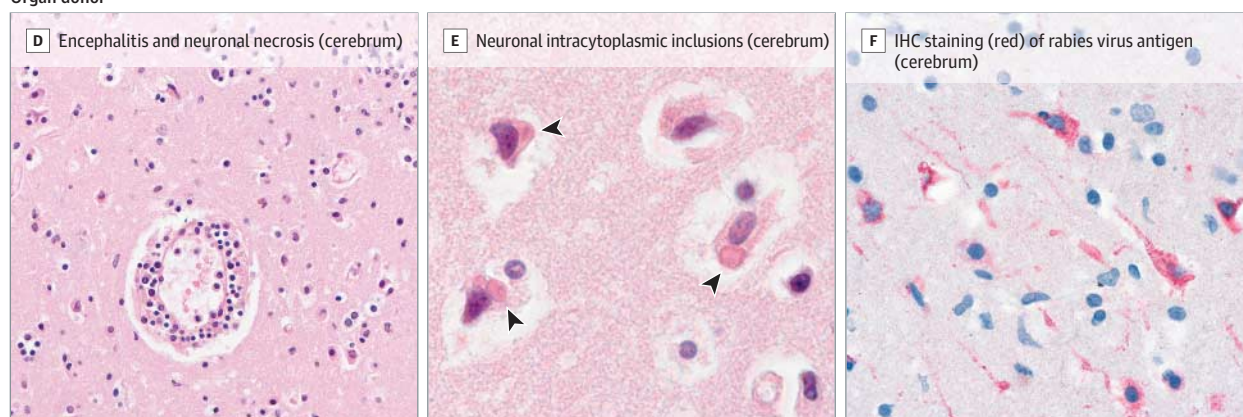 Organ donor
D Encephalitis and neuronal necrosis (cerebrum)
E Neuronal intracytoplasmic inclusions (cerebrum)
F IHC staining (red) of rabies virus antigen
(cerebrum)